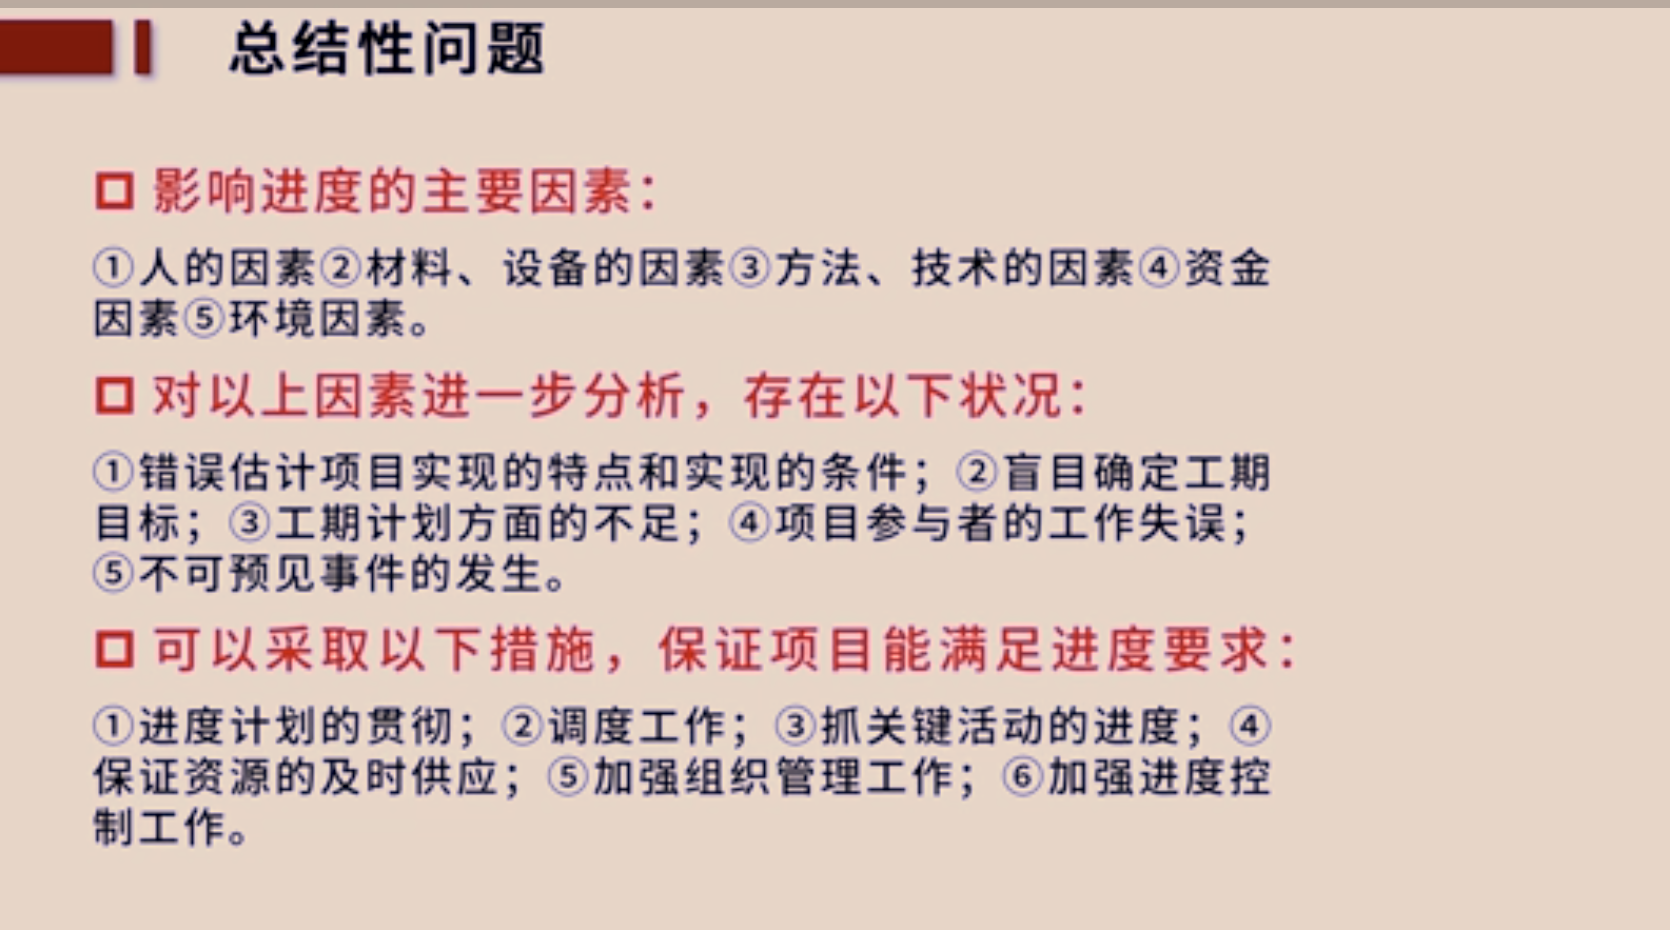 总结性问题
影响进度的主要因素：
①人的因素②材料、设备的因素③方法、技术的因素④资金
因素⑤环境因素。
对以上因素进一步分析，存在以下状况：
①错误估计项目实现的特点和实现的条件；②盲目确定工期
目标；③工期计划方面的不足；④项目参与者的工作失误；
⑤不可预见事件的发生。
可以采取以下措施，保证项目能满足进度要求：
①进度计划的贯彻；②调度工作；③抓关键活动的进度；④
保证资源的及时供应；⑤加强组织管理工作；⑥加强进度控
制工作。